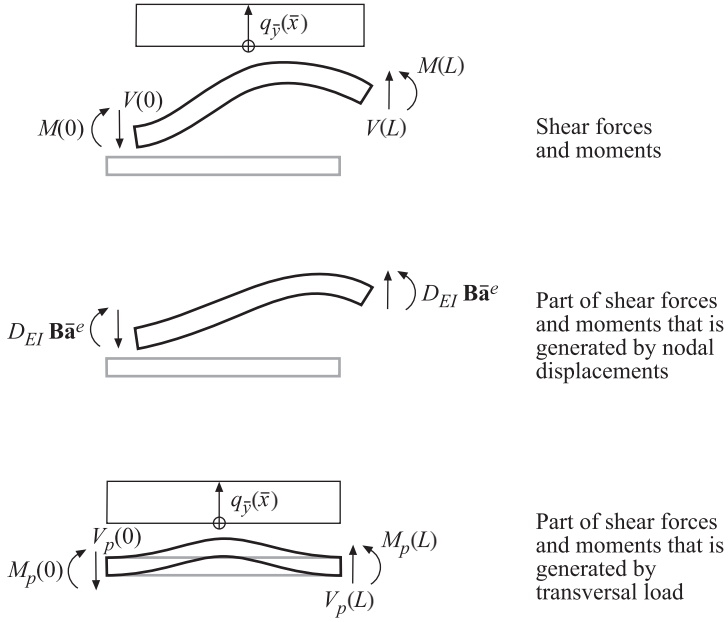 q_ȳ(x̄)
M(L)
V(0)
M(0)
V(L)
Shear forces
and moments
D_EI Bā^e
D_EI Bā^e
Part of shear forces
and moments that is
generated by nodal
displacements
q_ȳ(x̄)
V_p(0)
M_p(L)
M_p(0)
V_p(L)
Part of shear forces
and moments that is
generated by
transversal load